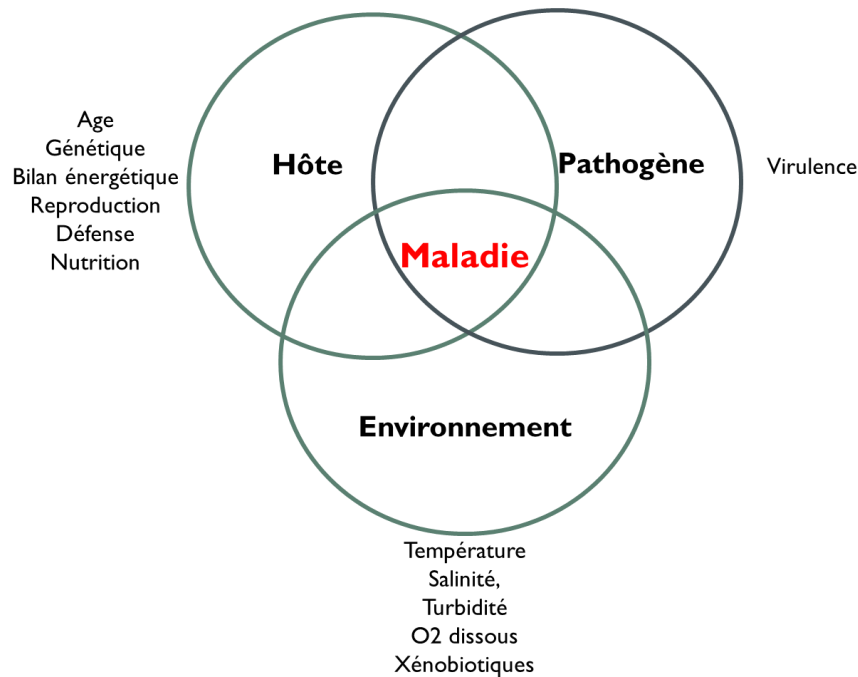 Age
Génétique
Bilan énergétique
Reproduction
Défense
Nutrition
Hôte
Pathogène
Virulence
Maladie
Environnement
Température
Salinité,
Turbidité
O2 dissous
Xénobiotiques